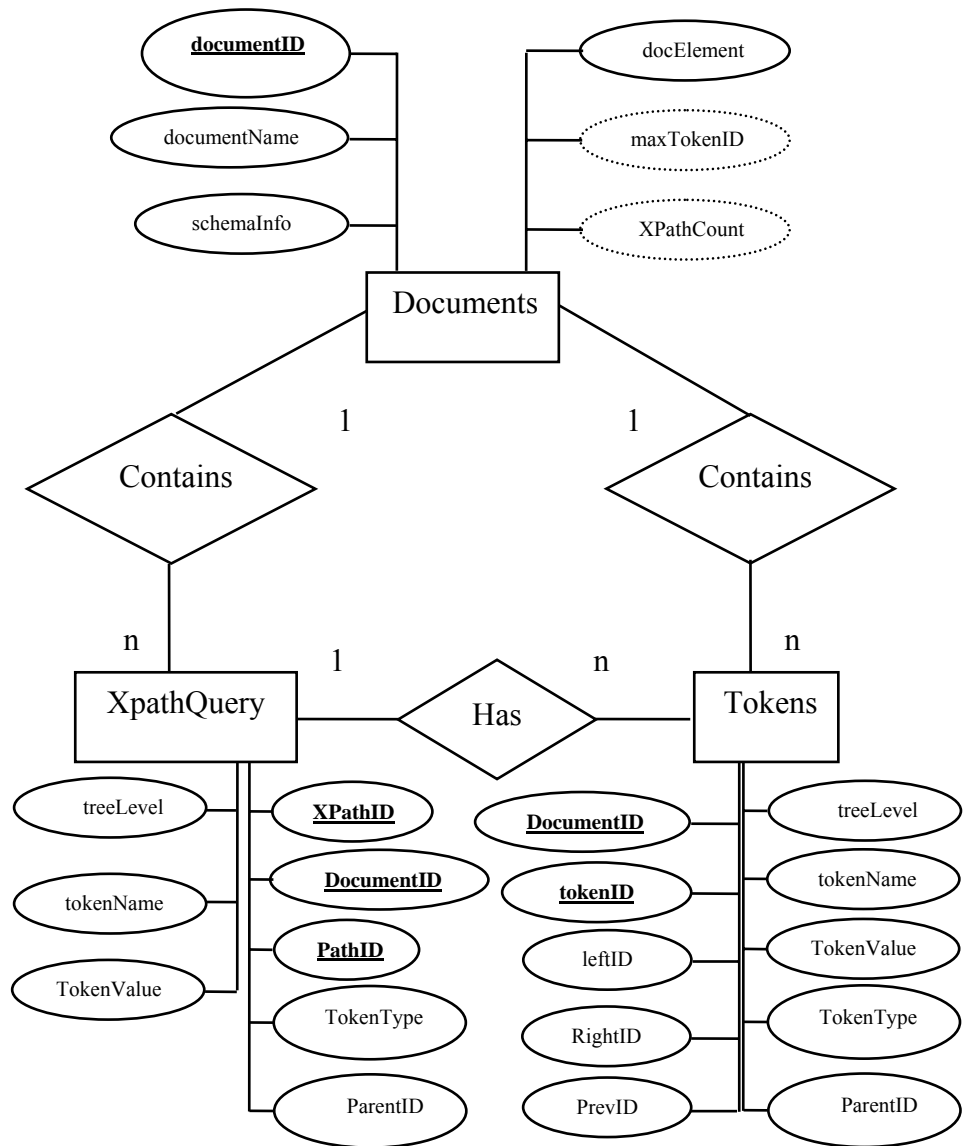 documentID
docElement
documentName
maxTokenID
schemaInfo
XPathCount
Documents
1
1
Contains
Contains
n
1
n
n
XpathQuery
Has
Tokens
treeLevel
XPathID
DocumentID
treeLevel
tokenName
DocumentID
tokenID
tokenName
TokenValue
PathID
leftID
TokenValue
TokenType
RightID
TokenType
ParentID
PrevID
ParentID